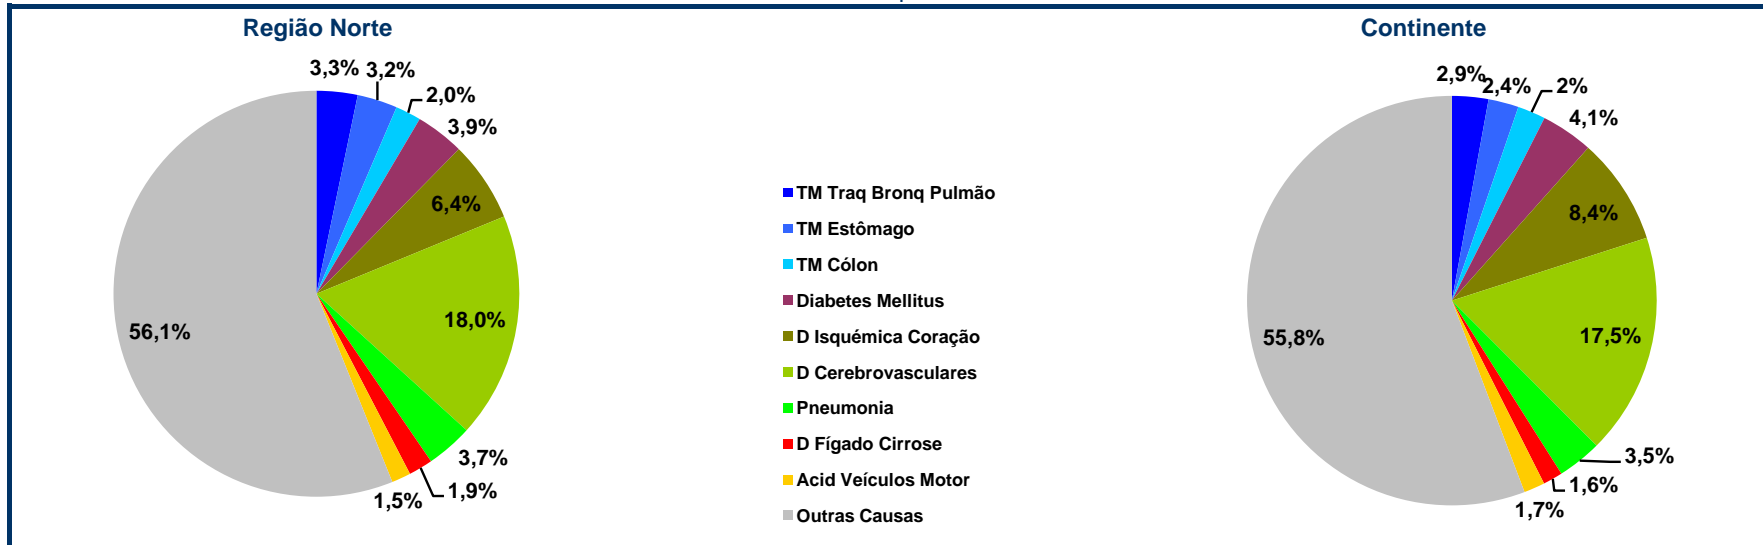 Região Norte
3,3%
3,2%
2,0%
3,9%
6,4%
18,0%
3,7%
1,9%
1,5%
56,1%
TM Traq Bronq Pulmão
TM Estômago
TM Cólon
Diabetes Mellitus
D Isquémica Coração
D Cerebrovasculares
Pneumonia
D Fígado Cirrose
Acid Veículos Motor
Outras Causas
Continente
2,9%
2,4%
2%
4,1%
8,4%
17,5%
3,5%
1,6%
1,7%
55,8%